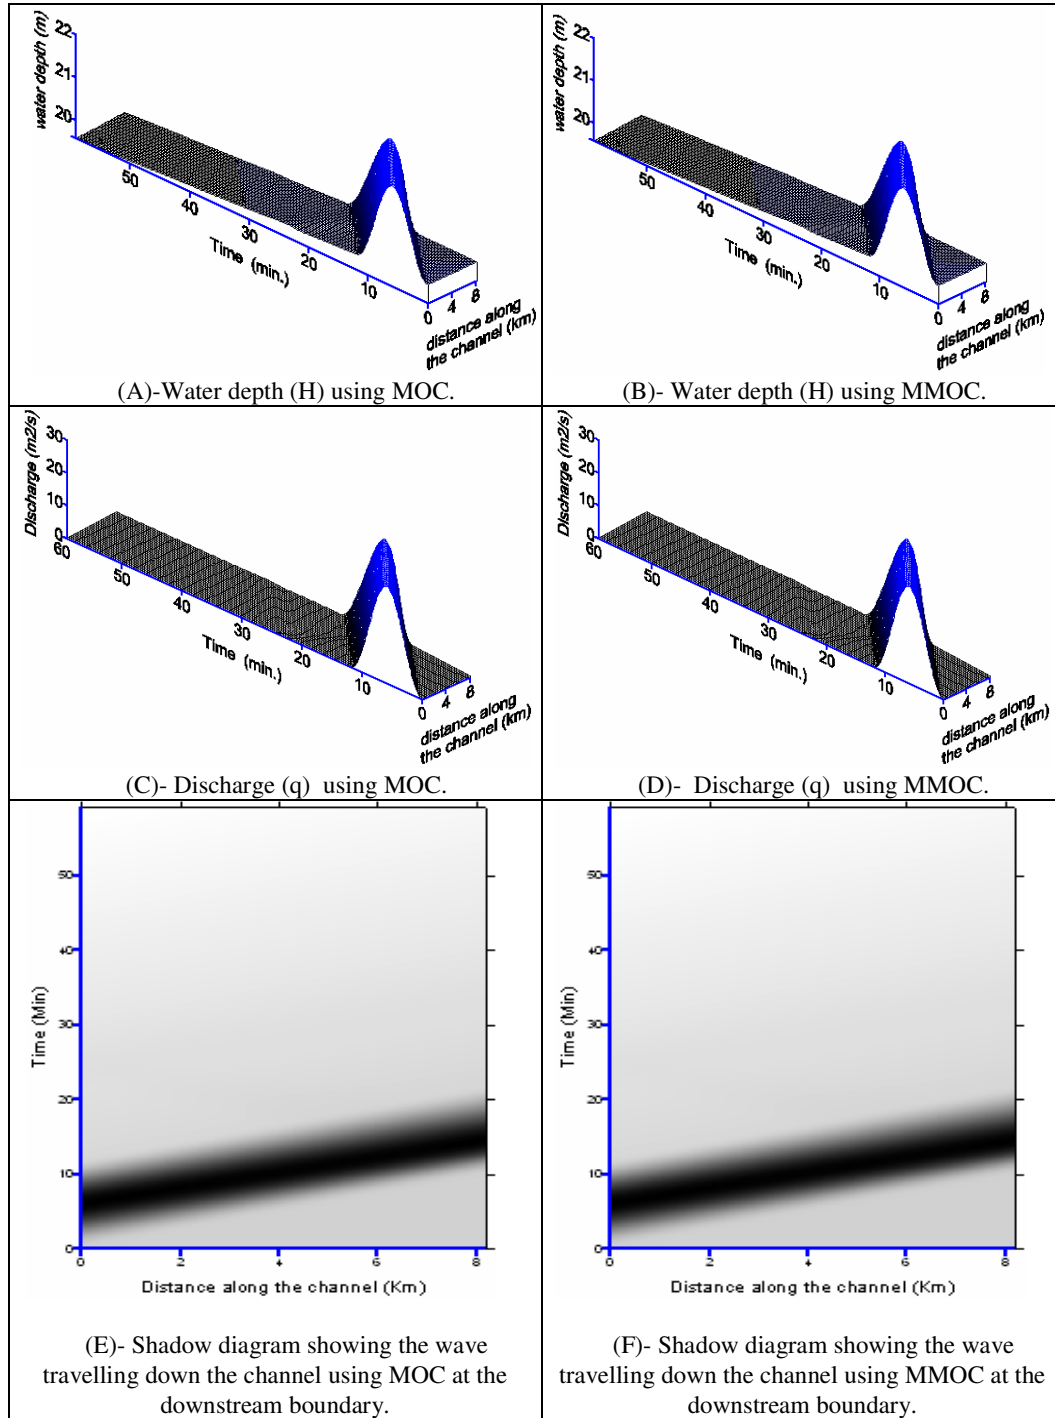 22
21
20
water depth (m)
50
40
30
20
10
Time (min.)
0 4 8
distance along
the channel (km)
(A)-Water depth (H) using MOC.
22
21
20
water depth (m)
50
40
30
20
10
Time (min.)
0 4 8
distance along
the channel (km)
(B)- Water depth (H) using MMOC.
30
20
10
0
Discharge (m2/s)
60
50
40
30
20
10
Time (min.)
0 4 8
distance along
the channel (km)
(C)- Discharge (q) using MOC.
30
20
10
0
Discharge (m2/s)
60
50
40
30
20
10
Time (min.)
0 4 8
distance along
the channel (km)
(D)- Discharge (q) using MMOC.
50
40
30
20
10
0
Time (Min)
0 2 4 6 8
Distance along the channel (Km)
(E)- Shadow diagram showing the wave
travelling down the channel using MOC at the
downstream boundary.
50
40
30
20
10
0
Time (Min)
0 2 4 6 8
Distance along the channel (Km)
(F)- Shadow diagram showing the wave
travelling down the channel using MMOC at the
downstream boundary.